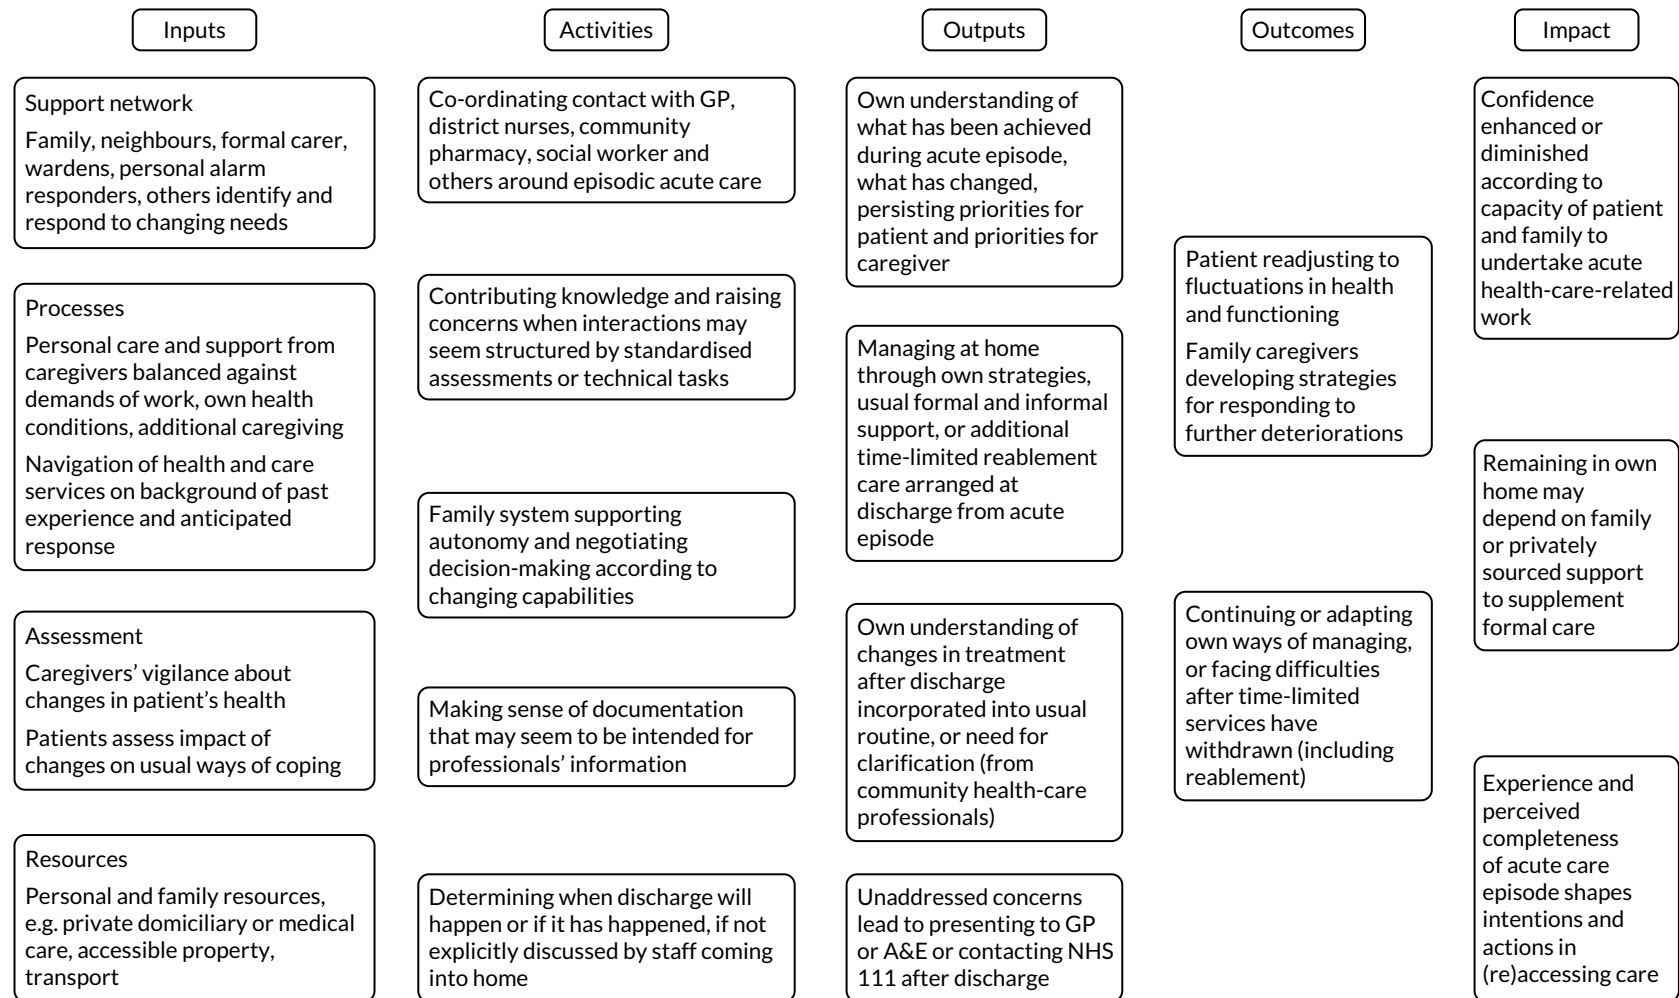 Inputs
Support network
Family, neighbours, formal carer,
wardens, personal alarm
responders, others identify and
respond to changing needs
Processes
Personal care and support from
caregivers balanced against
demands of work, own health
conditions, additional caregiving
Navigation of health and care
services on background of past
experience and anticipated
response
Assessment
Caregivers’ vigilance about
changes in patient’s health
Patients assess impact of
changes on usual ways of coping
Resources
Personal and family resources,
e.g. private domiciliary or medical
care, accessible property,
transport
Activities
Co-ordinating contact with GP,
district nurses, community
pharmacy, social worker and
others around episodic acute care
Contributing knowledge and raising
concerns when interactions may
seem structured by standardised
assessments or technical tasks
Family system supporting
autonomy and negotiating
decision-making according to
changing capabilities
Making sense of documentation
that may seem to be intended for
professionals’ information
Determining when discharge will
happen or if it has happened, if not
explicitly discussed by staff coming
into home
Outputs
Own understanding of
what has been achieved
during acute episode,
what has changed,
persisting priorities for
patient and priorities for
caregiver
Managing at home
through own strategies,
usual formal and informal
support, or additional
time-limited reablement
care arranged at
discharge from acute
episode
Own understanding of
changes in treatment
after discharge
incorporated into usual
routine, or need for
clarification (from
community health-care
professionals)
Unaddressed concerns
lead to presenting to GP
or A&E or contacting NHS
111 after discharge
Outcomes
Patient readjusting to
fluctuations in health
and functioning
Family caregivers
developing strategies
for responding to
further deteriorations
Continuing or adapting
own ways of managing,
or facing difficulties
after time-limited
services have
withdrawn (including
reablement)
Impact
Confidence
enhanced or
diminished
according to
capacity of patient
and family to
undertake acute
health-care-related
work
Remaining in own
home may
depend on family
or privately
sourced support
to supplement
formal care
Experience and
perceived
completeness
of acute care
episode shapes
intentions and
actions in
(re)accessing care